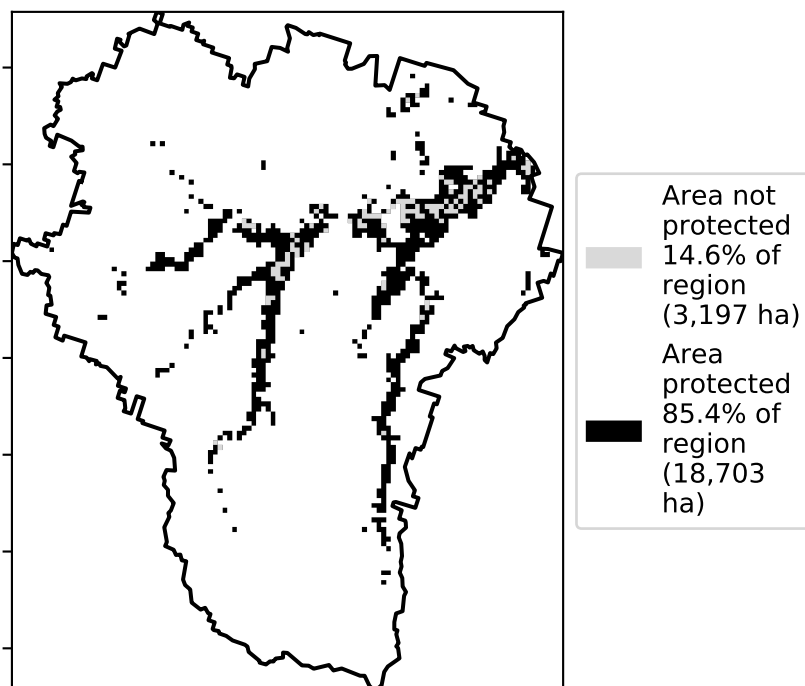 Area not
protected
14.6% of
region
(3,197 ha)
Area
protected
85.4% of
region
(18,703
ha)